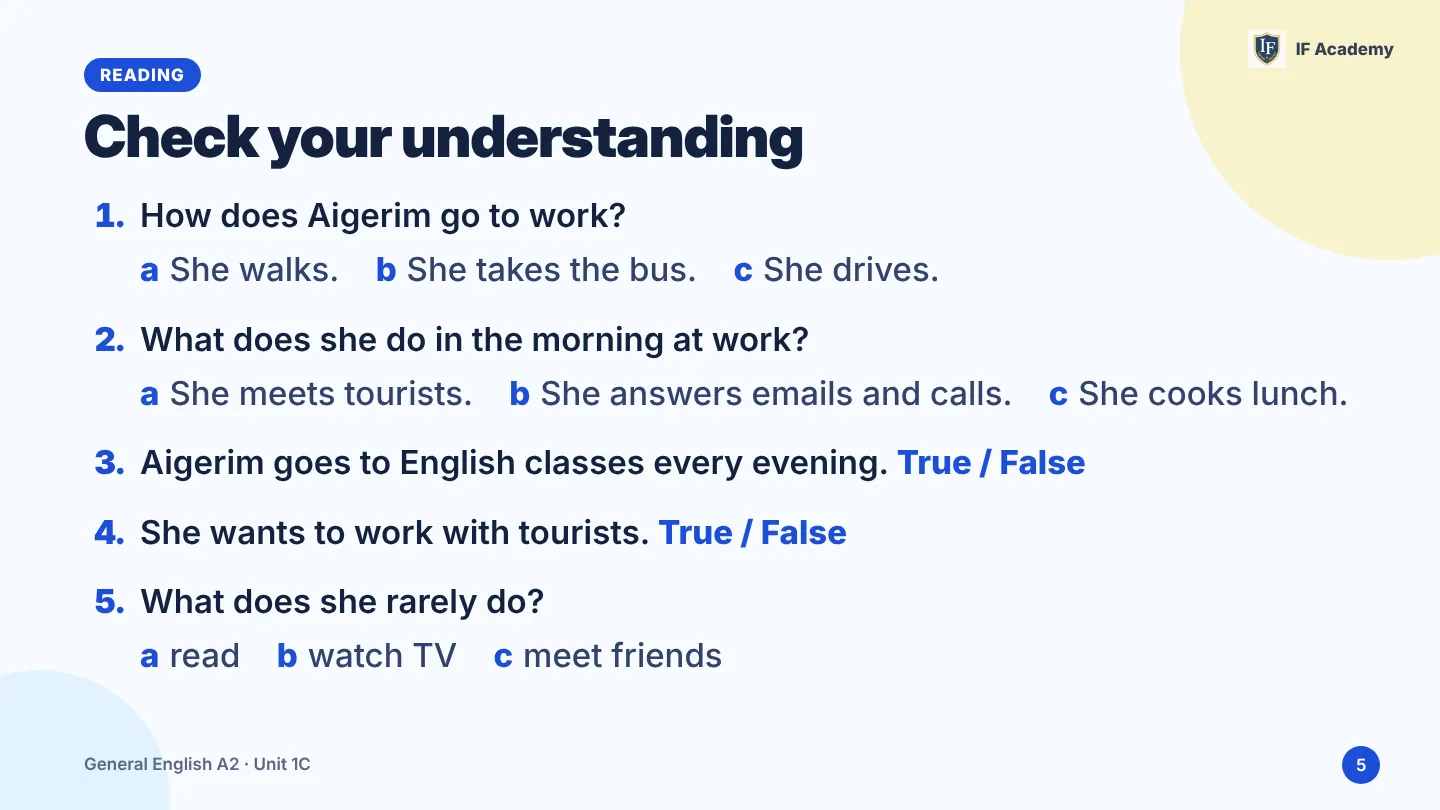 IF IF Academy
READING
Check your understanding
1. How does Aigerim go to work?
a She walks. b She takes the bus. c She drives.
2. What does she do in the morning at work?
a She meets tourists. b She answers emails and calls. c She cooks lunch.
3. Aigerim goes to English classes every evening. True / False
4. She wants to work with tourists. True / False
5. What does she rarely do?
a read b watch TV c meet friends
General English A2 · Unit 1C
5